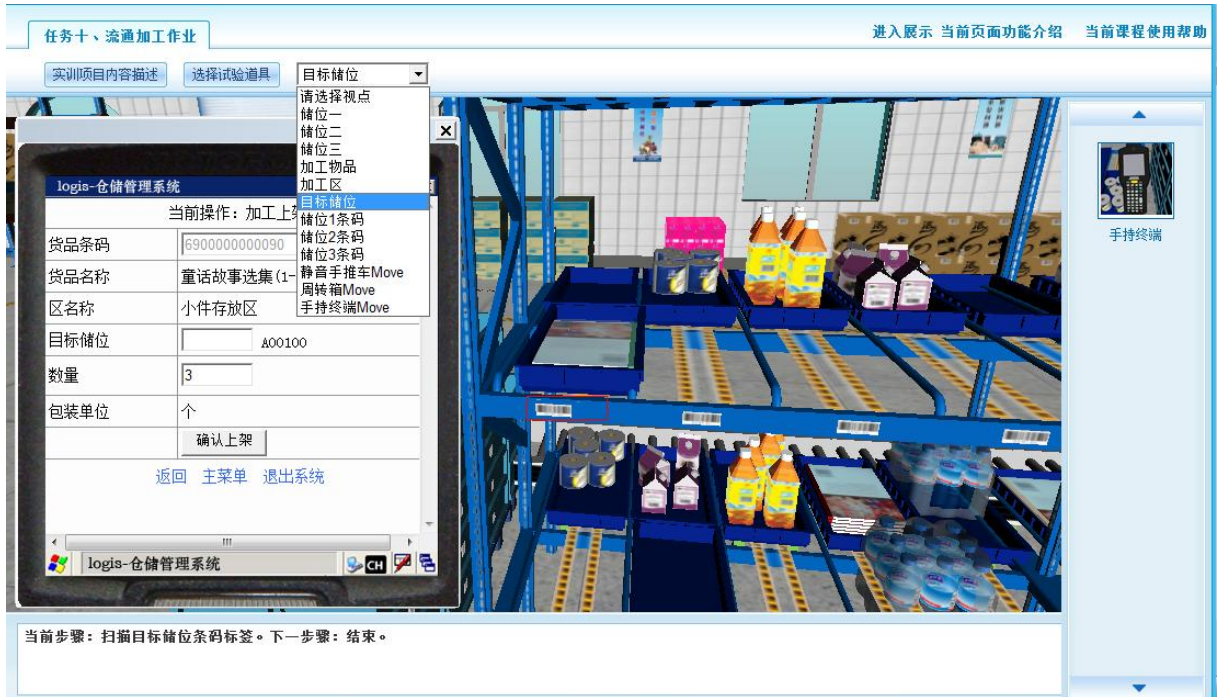 任务十、流通加工作业
进入展示 当前页面功能介绍 当前课程使用帮助
实训项目内容描述 选择试验道具 目标储位
请选择视点
储位一
储位二
储位三
加工物品
加工区
目标储位
储位1条码
储位2条码
储位3条码
静音手推车Move
周转箱Move
手持终端Move
logis-仓储管理系统
当前操作：加工上
货品条码 6900000000090
货品名称 童话故事选集(1-
区名称 小件存放区
目标储位 A00100
数量 3
包装单位 个
确认上架
返回 主菜单 退出系统
logis-仓储管理系统 CH
手持终端
当前步骤：扫描目标储位条码标签。下一步骤：结束。